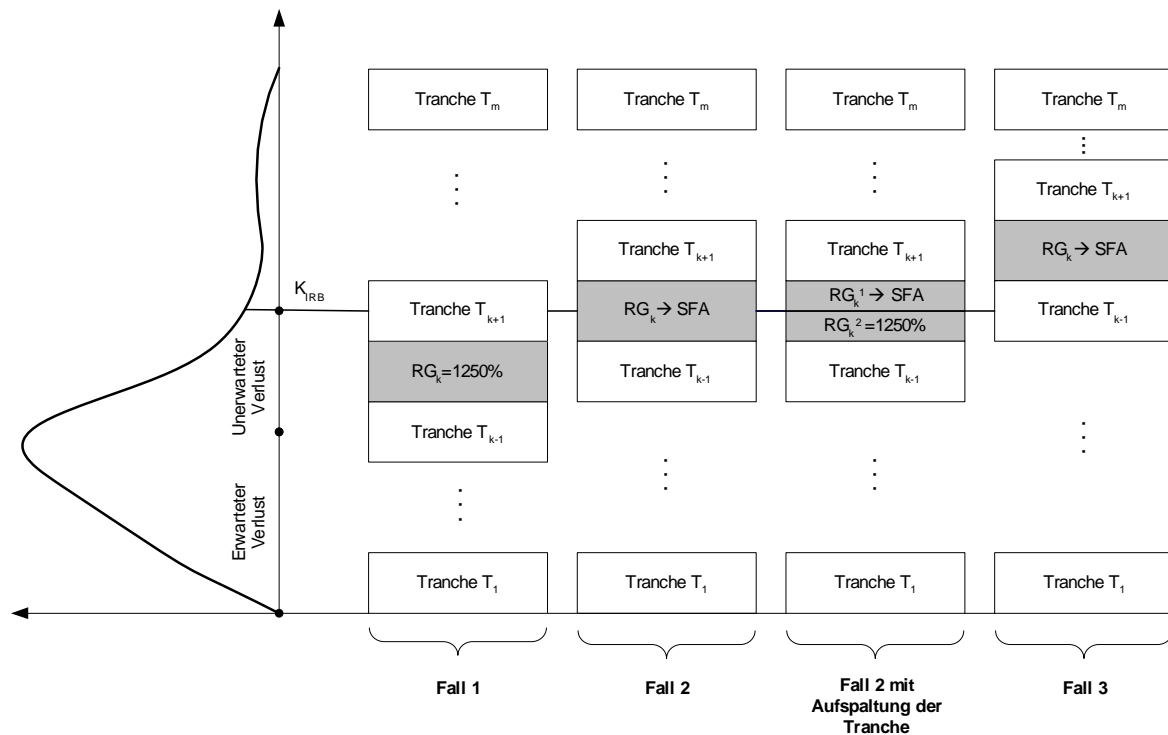 Tranche T_m
Tranche T_m
Tranche T_m
Tranche T_m
Tranche T_k+1
Tranche T_k+1
Tranche T_k+1
RG_k → SFA
K_IRB
Tranche T_k+1
RG_k → SFA
RG_k^1 → SFA
RG_k^2 =1250%
Tranche T_k-1
RG_k=1250%
Tranche T_k-1
Tranche T_k-1
Tranche T_k-1
Unerwarteter
Verlust
Erwarteter
Verlust
Tranche T_1
Tranche T_1
Tranche T_1
Tranche T_1
Fall 1
Fall 2
Fall 2 mit
Aufspaltung der
Tranche
Fall 3